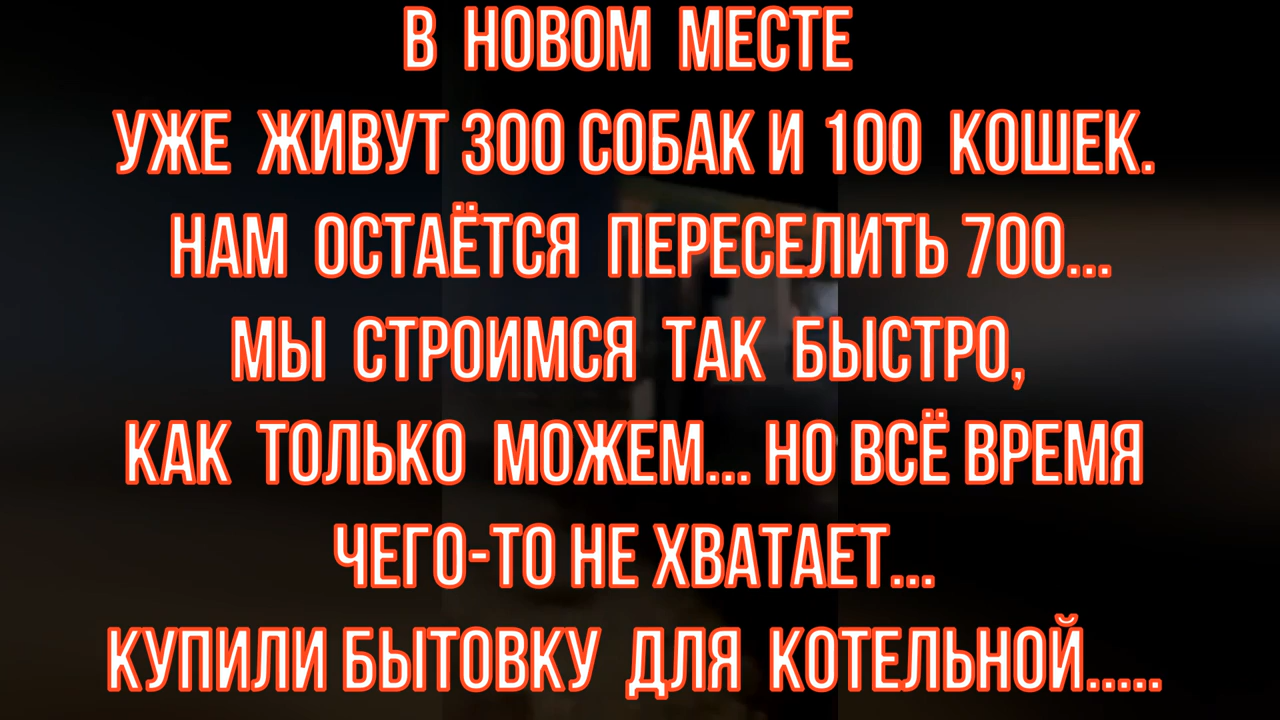 В НОВОМ МЕСТЕ
УЖЕ ЖИВУТ 300 СОБАК И 100 КОШЕК.
НАМ ОСТАЁТСЯ ПЕРЕСЕЛИТЬ 700...
МЫ СТРОИМСЯ ТАК БЫСТРО,
КАК ТОЛЬКО МОЖЕМ... НО ВСЁ ВРЕМЯ
ЧЕГО-ТО НЕ ХВАТАЕТ...
КУПИЛИ БЫТОВКУ ДЛЯ КОТЕЛЬНОЙ.....